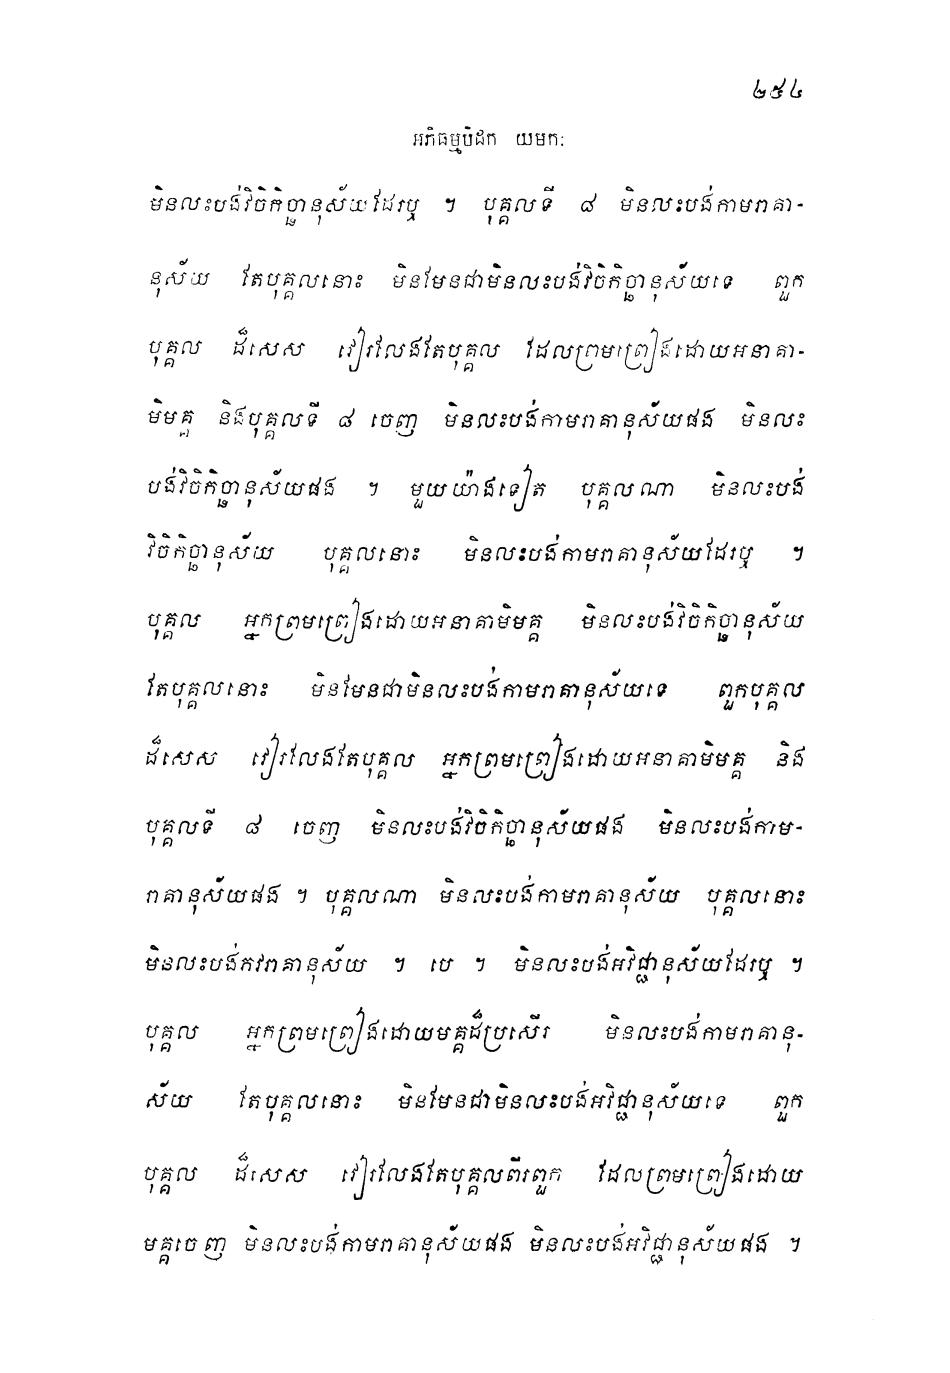 ២៥៤
អភិធម្មបិដក យមកៈ
មិនលះបង់វិចិកិច្ឆានុស័យដែរឬ ។ បុគ្គលទី ៨ មិនលះបង់កាមរាគា-
នុស័យ តែបុគ្គលនោះ មិនមែនជាមិនលះបង់វិចិកិច្ឆានុស័យទេ ពួក
បុគ្គល ដ៏សេស វៀរលែងតែបុគ្គល ដែលព្រមព្រៀងដោយអនាគា-
មិមគ្គ និងបុគ្គលទី ៨ ចេញ មិនលះបង់កាមរាគានុស័យផង មិនលះ
បង់វិចិកិច្ឆានុស័យផង ។ មួយយ៉ាងទៀត បុគ្គលណា មិនលះបង់
វិចិកិច្ឆានុស័យ បុគ្គលនោះ មិនលះបង់កាមរាគានុស័យដែរឬ ។
បុគ្គល អ្នកព្រមព្រៀងដោយអនាគាមិមគ្គ មិនលះបង់វិចិកិច្ឆានុស័យ
តែបុគ្គលនោះ មិនមែនជាមិនលះបង់កាមរាគានុស័យទេ ពួកបុគ្គល
ដ៏សេស វៀរលែងតែបុគ្គល អ្នកព្រមព្រៀងដោយអនាគាមិមគ្គ និង
បុគ្គលទី ៨ ចេញ មិនលះបង់វិចិកិច្ឆានុស័យផង មិនលះបង់កាម-
រាគានុស័យផង ។ បុគ្គលណា មិនលះបង់កាមរាគានុស័យ បុគ្គលនោះ
មិនលះបង់ភវរាគានុស័យ ។ បេ ។ មិនលះបង់អវិជ្ជានុស័យដែរឬ ។
បុគ្គល អ្នកព្រមព្រៀងដោយមគ្គដ៏ប្រសើរ មិនលះបង់កាមរាគានុ-
ស័យ តែបុគ្គលនោះ មិនមែនជាមិនលះបង់អវិជ្ជានុស័យទេ ពួក
បុគ្គល ដ៏សេស វៀរលែងតែបុគ្គលពីរពួក ដែលព្រមព្រៀងដោយ
មគ្គចេញ មិនលះបង់កាមរាគានុស័យផង មិនលះបង់អវិជ្ជានុស័យផង ។